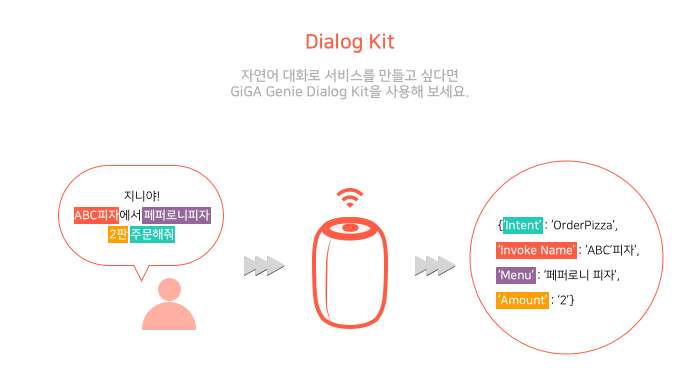 Dialog Kit
자연어 대화로 서비스를 만들고 싶다면
GiGA Genie Dialog Kit을 사용해 보세요.
지니야!
ABC피자에서 페퍼로니피자
2판 주문해줘
{‘Intent’ : ‘OrderPizza’,
‘Invoke Name’ : ‘ABC’피자’,
‘Menu’ : ‘페퍼로니 피자’,
‘Amount’ : ‘2’}